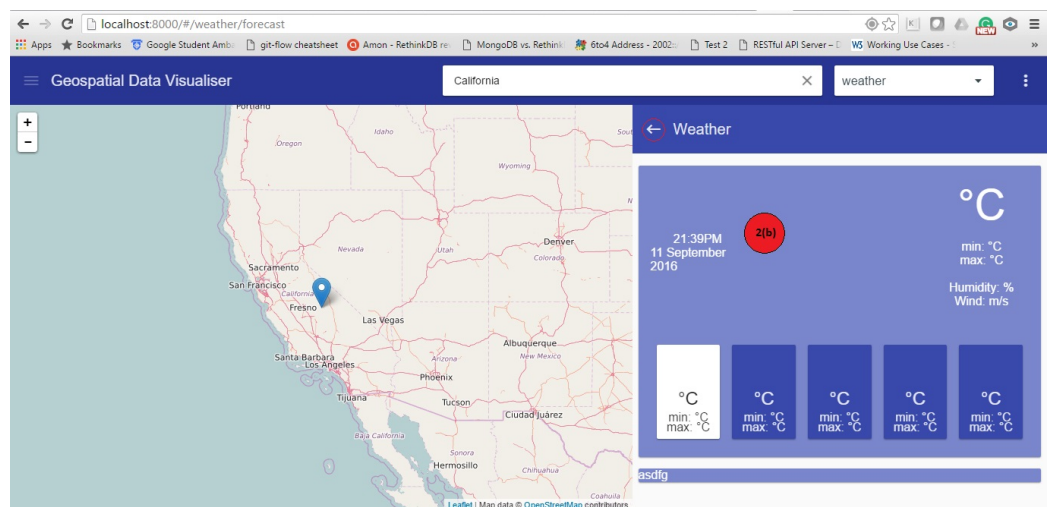 localhost:8000/#/weather/forecast
NEW
Apps Bookmarks Google Student Amb git-flow cheatsheet Amon - RethinkDB re MongoDB vs. Rethink 6to4 Address - 2002:: Test 2 RESTful API Server – W3 Working Use Cases - »
Geospatial Data Visualiser
California
weather
+
-
Portland
Idaho
Oregon
Wyoming
Nevada
Utah
Denver
Colorado
Sacramento
San Francisco
California
Fresno
Las Vegas
Albuquerque
New Mexico
Santa Barbara
Los Angeles
Arizona
Phoenix
Tijuana
Tucson
Ciudad Juárez
Baja California
Sonora
Hermosillo
Chihuahua
Coahuila
Leaflet | Map data © OpenStreetMap contributors
Weather
°C
2(b)
21:39PM
11 September
2016
min: °C
max: °C
Humidity: %
Wind: m/s
°C °C °C °C °C
min: °C min: °C min: °C min: °C min: °C
max: °C max: °C max: °C max: °C max: °C
asdfg